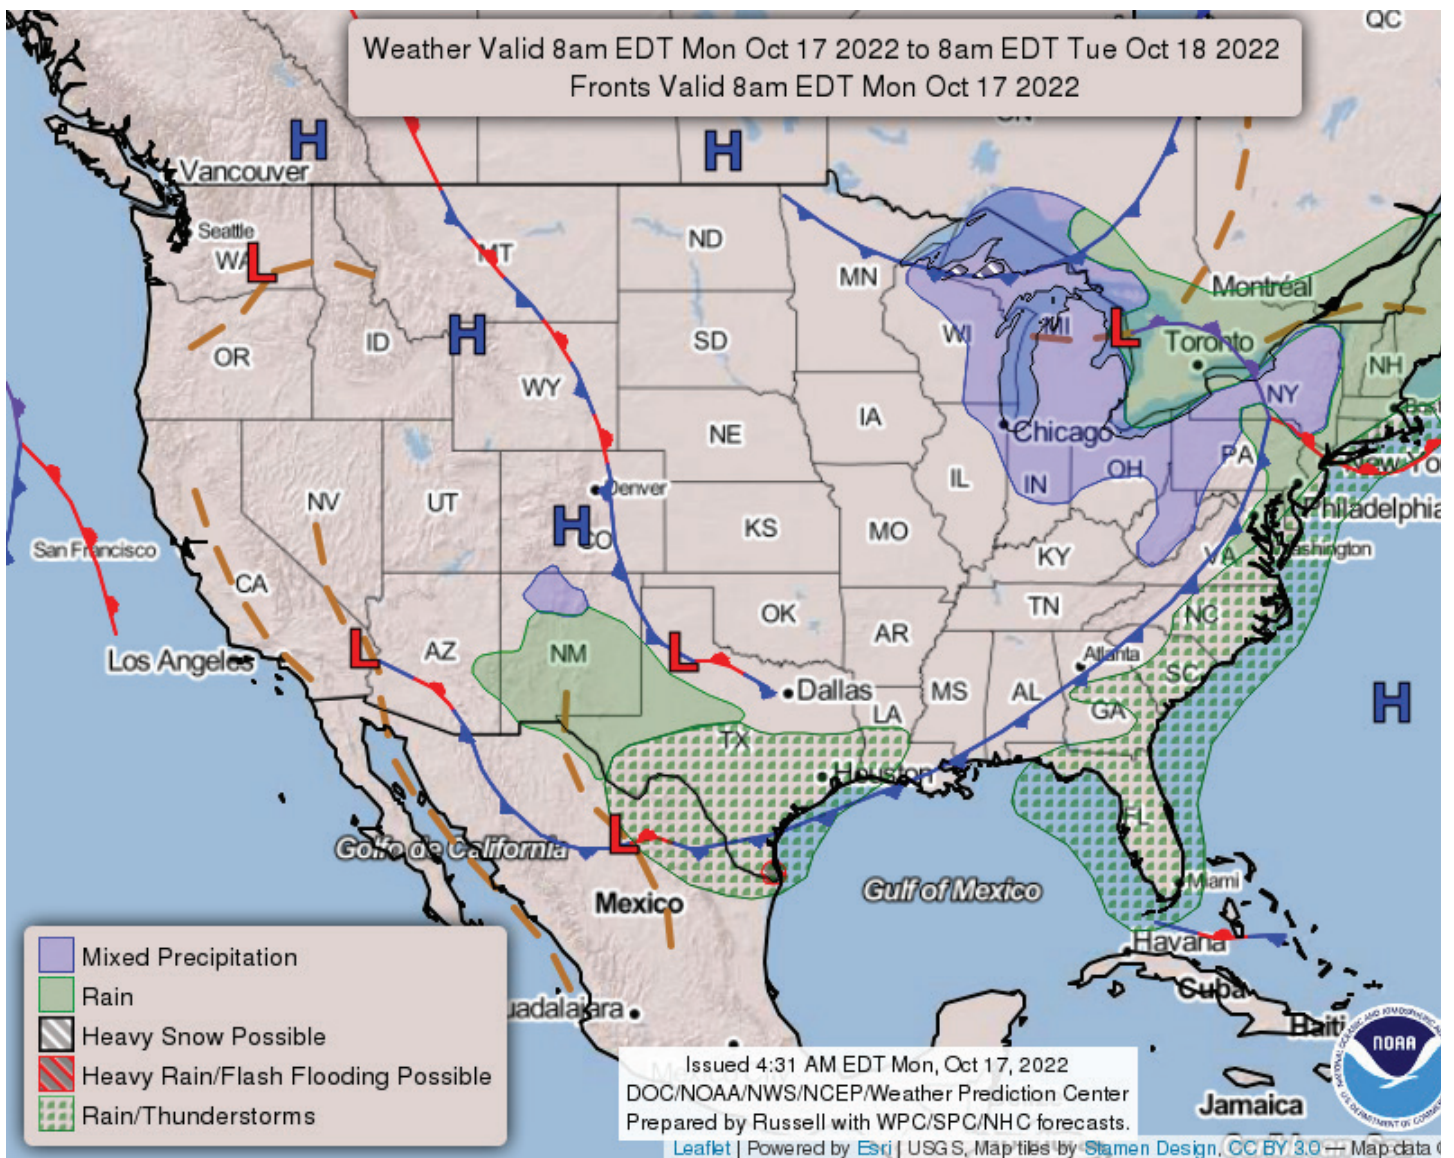 QC
Weather Valid 8am EDT Mon Oct 17 2022 to 8am EDT Tue Oct 18 2022
Fronts Valid 8am EDT Mon Oct 17 2022
ON
H
H
Vancouver
Seattle
WA
L
MT
ND
MN
Montréal
H
OR
ID
SD
WI
MI
L
Toronto
NH
WY
NY
IA
Chicago
NE
PA
New Yo
IL
IN
OH
NV
UT
Denver
Philadelphia
H
CO
KS
MO
San Francisco
KY
VA
Washington
CA
OK
TN
NC
AR
Los Angeles
L
AZ
NM
L
Atlanta
SC
Dallas
MS
AL
GA
H
LA
TX
Houston
FL
L
Golfo de California
Gulf of Mexico
Miami
Mexico
Havana
Mixed Precipitation
Rain
Heavy Snow Possible
Heavy Rain/Flash Flooding Possible
Rain/Thunderstorms
uadalajara
Cuba
Haiti
NOAA
Jamaica
Issued 4:31 AM EDT Mon, Oct 17, 2022
DOC/NOAA/NWS/NCEP/Weather Prediction Center
Prepared by Russell with WPC/SPC/NHC forecasts.
Leaflet | Powered by Esri | USGS, Map tiles by Stamen Design, CC BY 3.0 — Map data ©